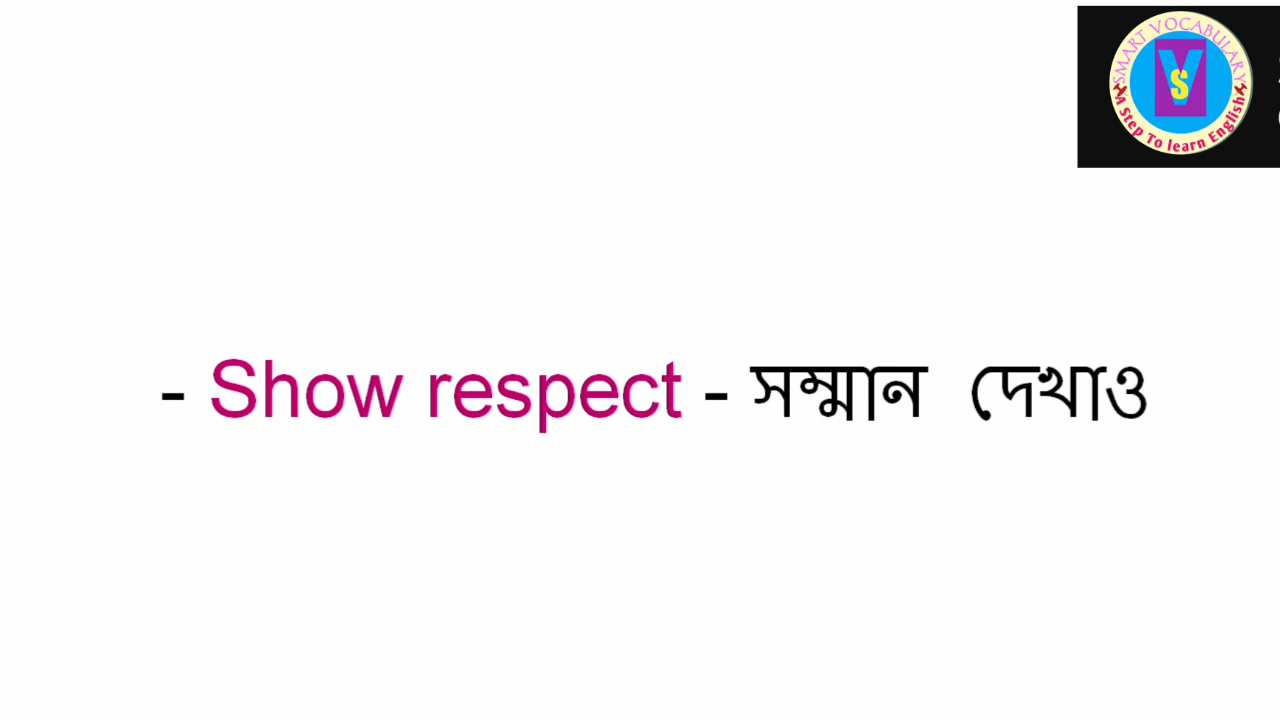 SMART VOCABULARY
VS
A Step To learn English
- Show respect - সম্মান দেখাও